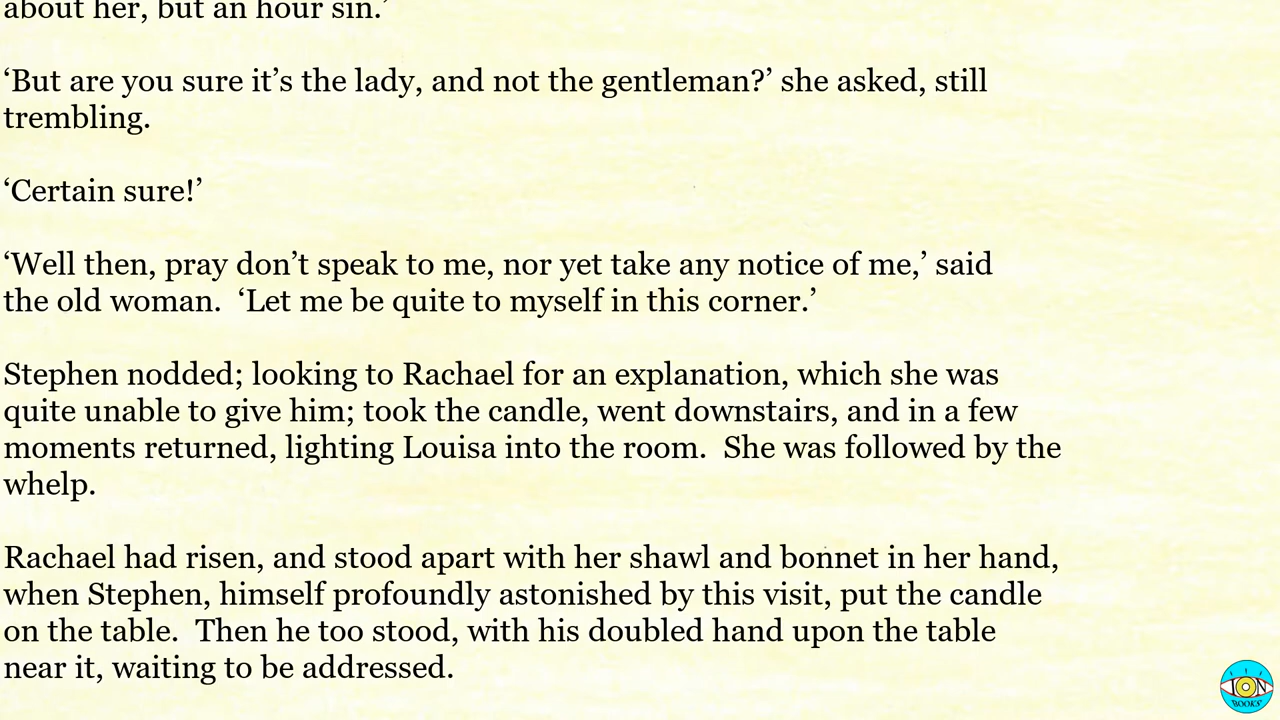 about her, but an hour sin.’
‘But are you sure it’s the lady, and not the gentleman?’ she asked, still
trembling.
‘Certain sure!’
‘Well then, pray don’t speak to me, nor yet take any notice of me,’ said
the old woman.  ‘Let me be quite to myself in this corner.’
Stephen nodded; looking to Rachael for an explanation, which she was
quite unable to give him; took the candle, went downstairs, and in a few
moments returned, lighting Louisa into the room.  She was followed by the
whelp.
Rachael had risen, and stood apart with her shawl and bonnet in her hand,
when Stephen, himself profoundly astonished by this visit, put the candle
on the table.  Then he too stood, with his doubled hand upon the table
near it, waiting to be addressed.
ION
BOOKS